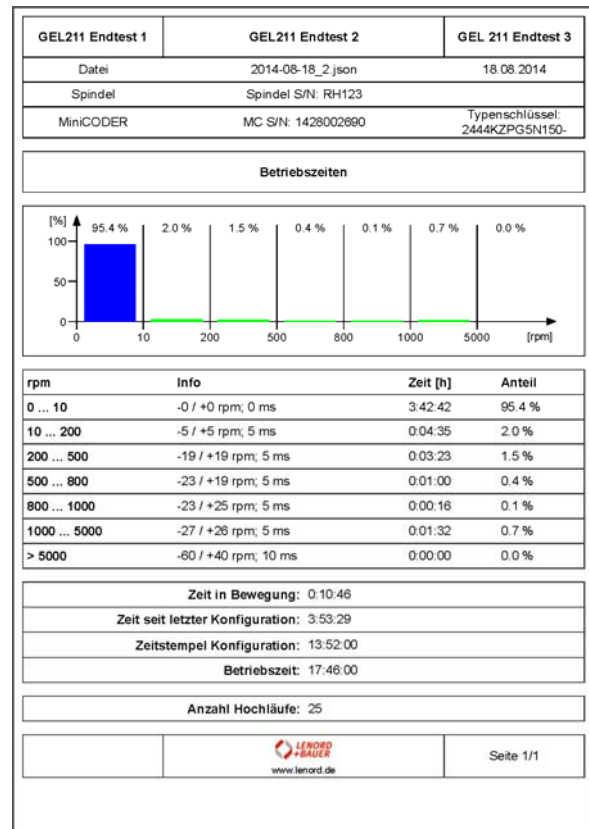 GEL211 Endtest 1 GEL211 Endtest 2 GEL 211 Endtest 3
Datei 2014-08-18_2.json 18.08.2014
Spindel Spindel S/N: RH123
MiniCODER MC S/N: 1428002690 Typenschlüssel:
2444KZPG5N150-
Betriebszeiten
[%] 95.4 % 2.0 % 1.5 % 0.4 % 0.1 % 0.7 % 0.0 %
100
50
0
0 10 200 500 800 1000 5000 [rpm]
rpm Info Zeit [h] Anteil
0 ... 10 -0 / +0 rpm; 0 ms 3:42:42 95.4 %
10 ... 200 -5 / +5 rpm; 5 ms 0:04:35 2.0 %
200 ... 500 -19 / +19 rpm; 5 ms 0:03:23 1.5 %
500 ... 800 -23 / +19 rpm; 5 ms 0:01:00 0.4 %
800 ... 1000 -23 / +25 rpm; 5 ms 0:00:16 0.1 %
1000 ... 5000 -27 / +26 rpm; 5 ms 0:01:32 0.7 %
> 5000 -60 / +40 rpm; 10 ms 0:00:00 0.0 %
Zeit in Bewegung: 0:10:46
Zeit seit letzter Konfiguration: 3:53:29
Zeitstempel Konfiguration: 13:52:00
Betriebszeit: 17:46:00
Anzahl Hochläufe: 25
LENORD
+BAUER
www.lenord.de
Seite 1/1